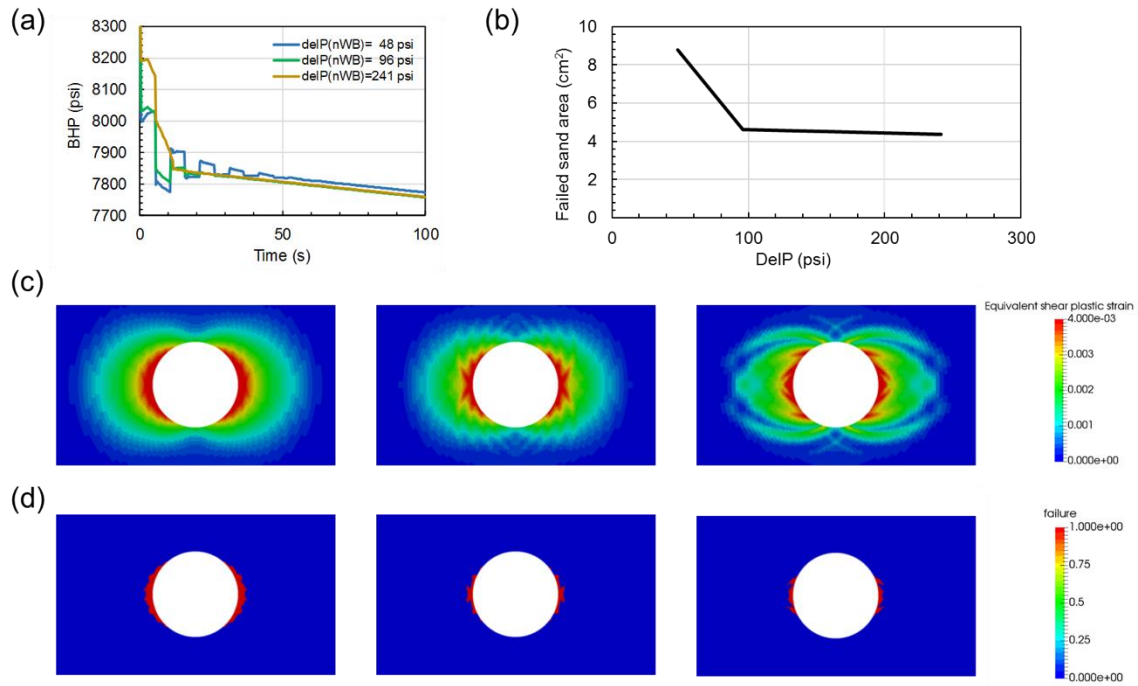 (a)
8300
8200
8100
8000
7900
7800
7700
BHP (psi)
delP(nWB)= 48 psi
delP(nWB)= 96 psi
delP(nWB)=241 psi
0
50
100
Time (s)
(b)
10
8
6
4
2
0
Failed sand area (cm²)
0
100
200
300
DelP (psi)
(c)
Equivalent shear plastic strain
4.000e-03
0.003
0.002
0.001
0.000e+00
(d)
failure
1.000e+00
0.75
0.5
0.25
0.000e+00